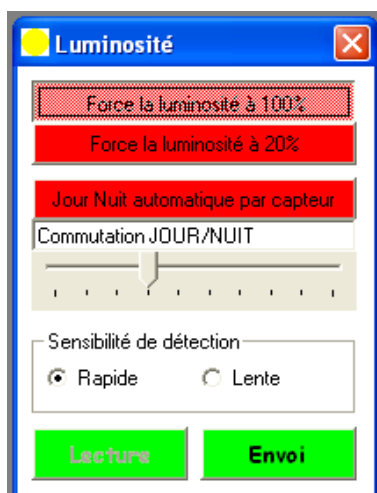 Luminosité
Force la luminosité à 100%
Force la luminosité à 20%
Jour Nuit automatique par capteur
Commutation JOUR/NUIT
Sensibilité de détection
Rapide Lente
Lecture Envoi